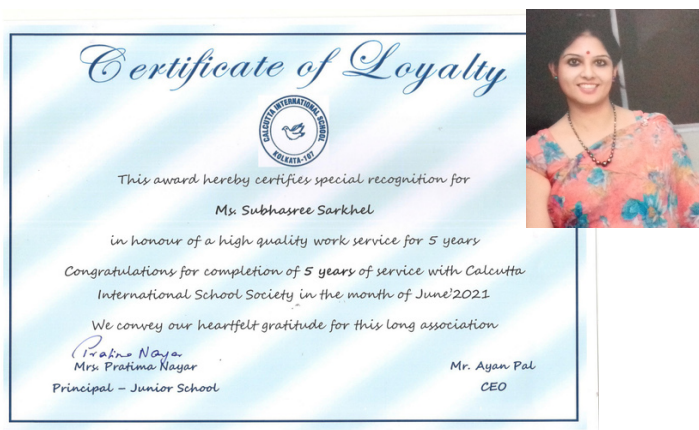 Certificate of Loyalty
CALCUTTA INTERNATIONAL SCHOOL
KOLKATA-107
This award hereby certifies special recognition for
Ms. Subhasree Sarkhel
in honour of a high quality work service for 5 years
Congratulations for completion of 5 years of service with Calcutta
International School Society in the month of June'2021
We convey our heartfelt gratitude for this long association
Pratima Nayar
Mrs. Pratima Nayar
Mr. Ayan Pal
Principal – Junior School
CEO